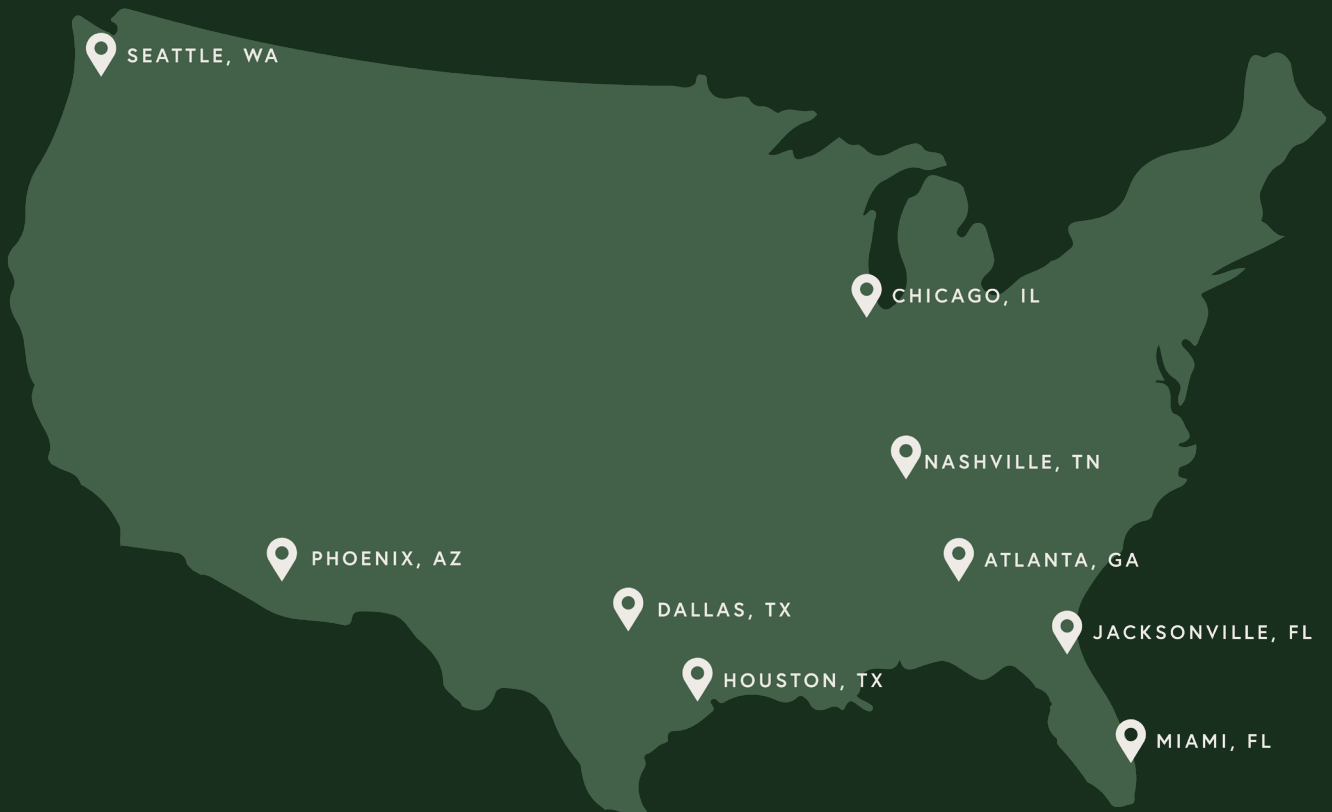 SEATTLE, WA
CHICAGO, IL
NASHVILLE, TN
PHOENIX, AZ
ATLANTA, GA
DALLAS, TX
JACKSONVILLE, FL
HOUSTON, TX
MIAMI, FL